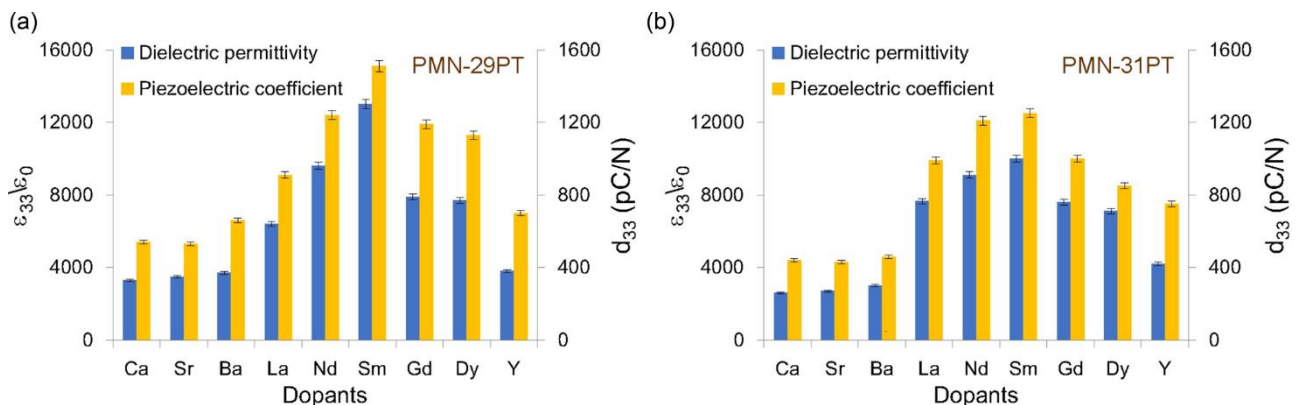 (a)
Dielectric permittivity
Piezoelectric coefficient
PMN-29PT
16000
12000
8000
4000
0
ε33\ε0
1600
1200
800
400
0
d33 (pC/N)
Ca Sr Ba La Nd Sm Gd Dy Y
Dopants
(b)
Dielectric permittivity
Piezoelectric coefficient
PMN-31PT
16000
12000
8000
4000
0
ε33\ε0
1600
1200
800
400
0
d33 (pC/N)
Ca Sr Ba La Nd Sm Gd Dy Y
Dopants